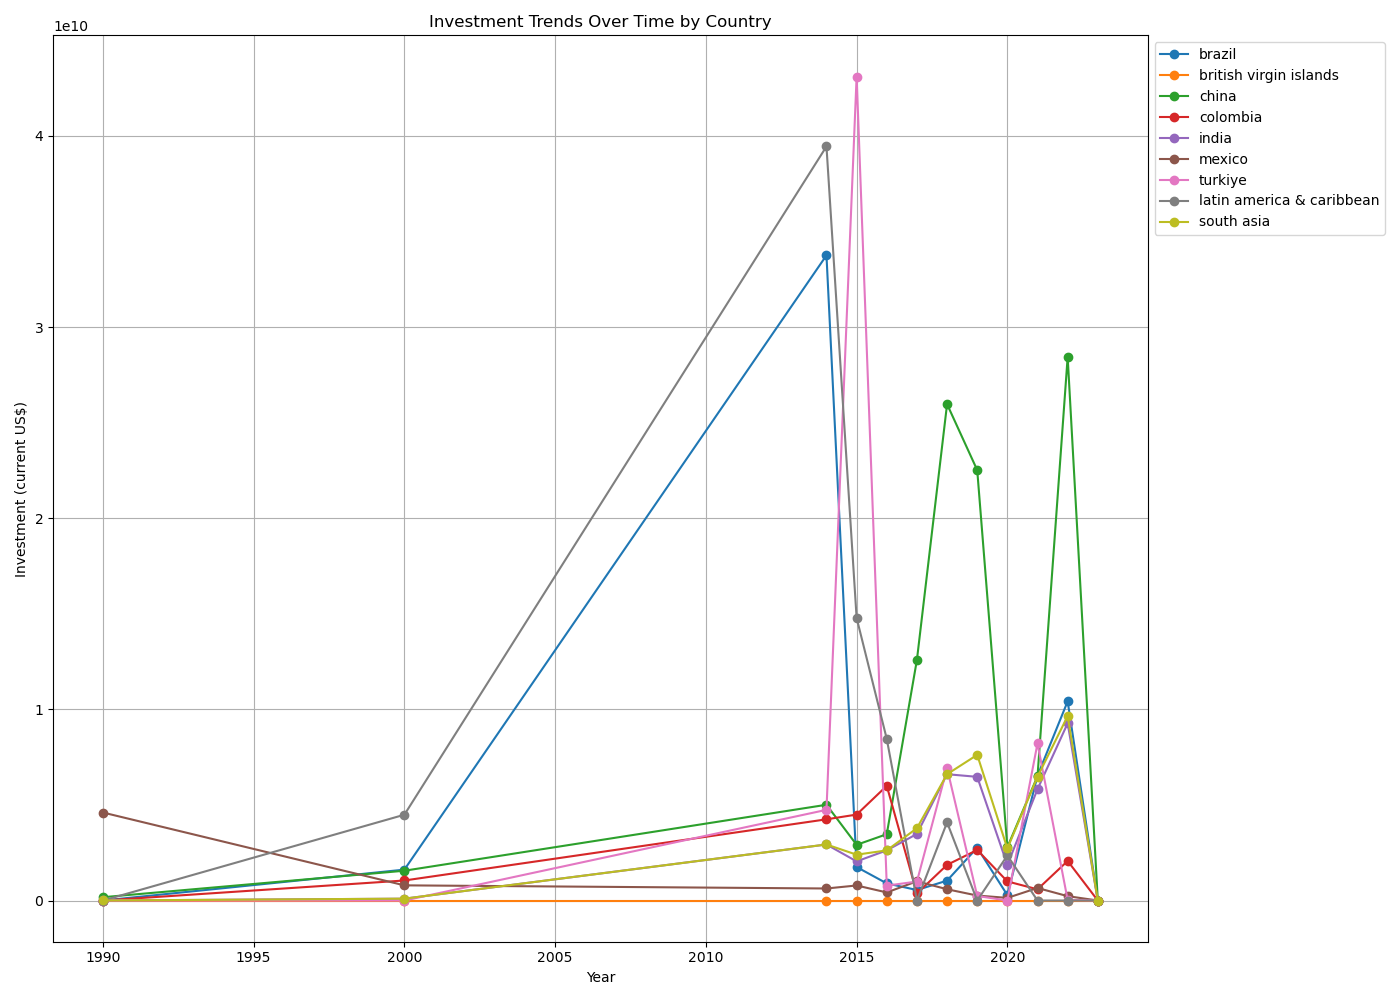 Investment Trends Over Time by Country
1e10
4
3
2
1
0
Investment (current US$)
1990
1995
2000
2005
2010
2015
2020
Year
brazil
british virgin islands
china
colombia
india
mexico
turkiye
latin america & caribbean
south asia